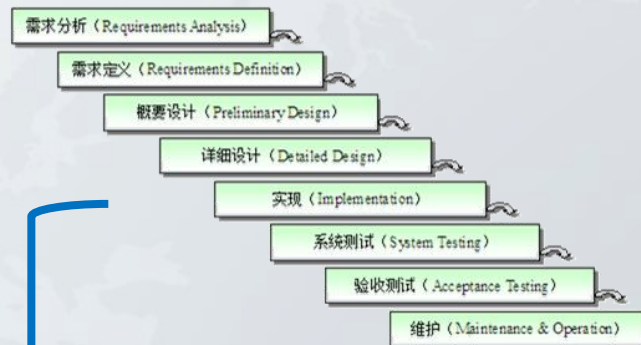 需求分析（Requirements Analysis）
需求定义（Requirements Definition）
概要设计（Preliminary Design）
详细设计（Detailed Design）
实现（Implementation）
系统测试（System Testing）
验收测试（Acceptance Testing）
维护（Maintenance & Operation）